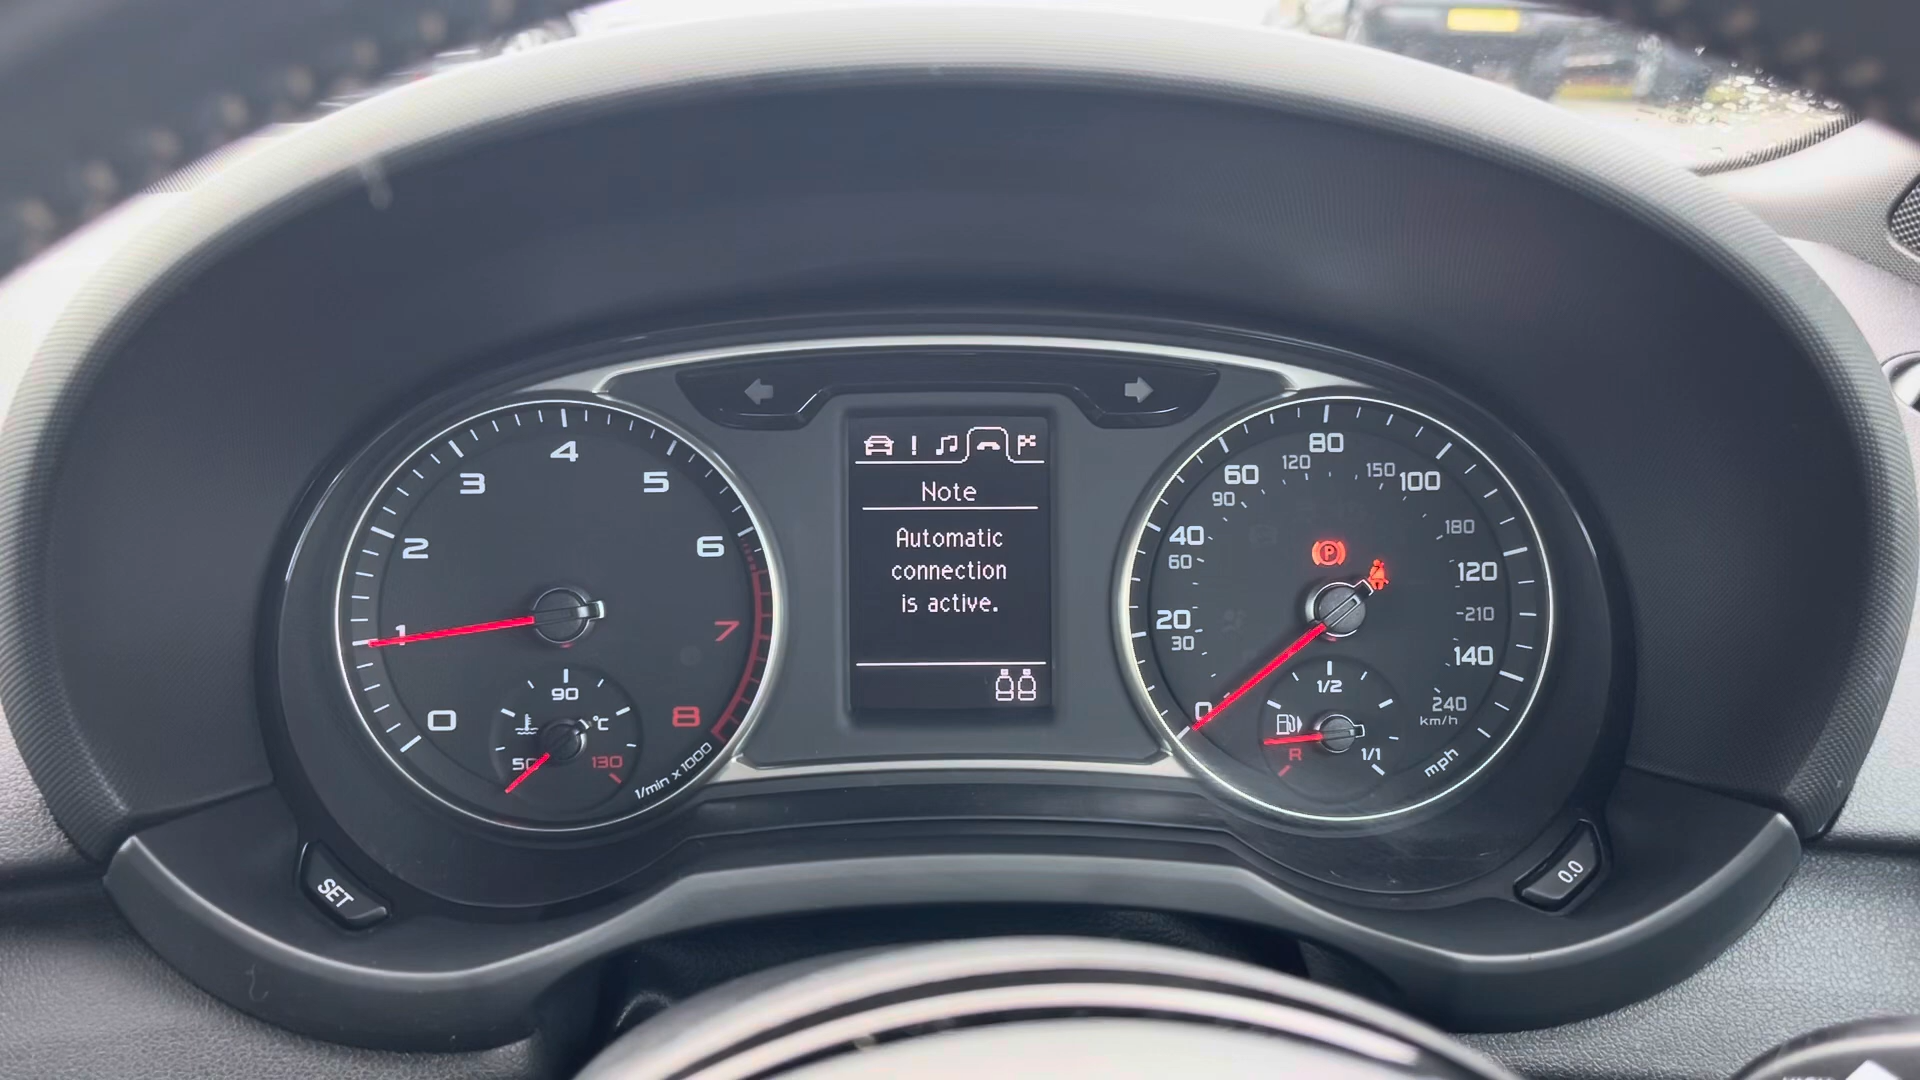 Note
Automatic
connection
is active.
0
1
2
3
4
5
6
7
8
1/min x 1000
50
90
°C
130
0
20
40
60
80
100
120
140
mph
30
60
90
120
150
180
210
240
km/h
P
R
1/2
1/1
SET
0.0